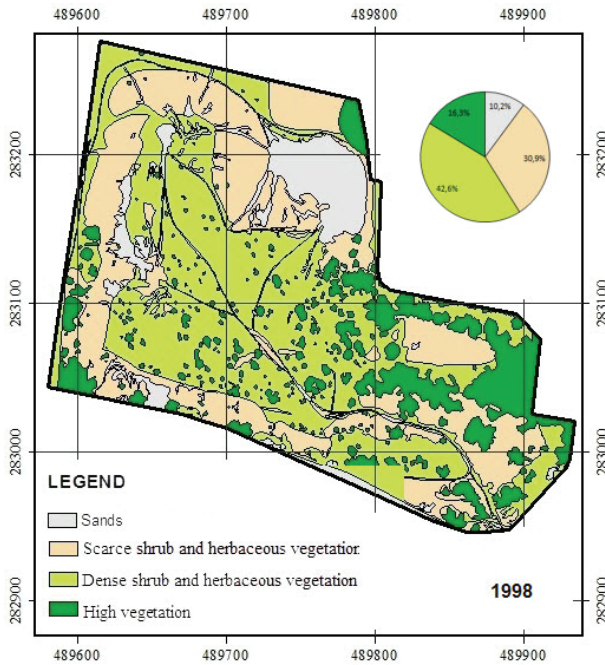 489600 489700 489800 489900
283200
283200
10,2%
16,3%
30,9%
42,6%
283100
283100
283000
283000
LEGEND
Sands
Scarce shrub and herbaceous vegetation
Dense shrub and herbaceous vegetation
High vegetation
1998
282900
282900
489600 489700 489800 489900